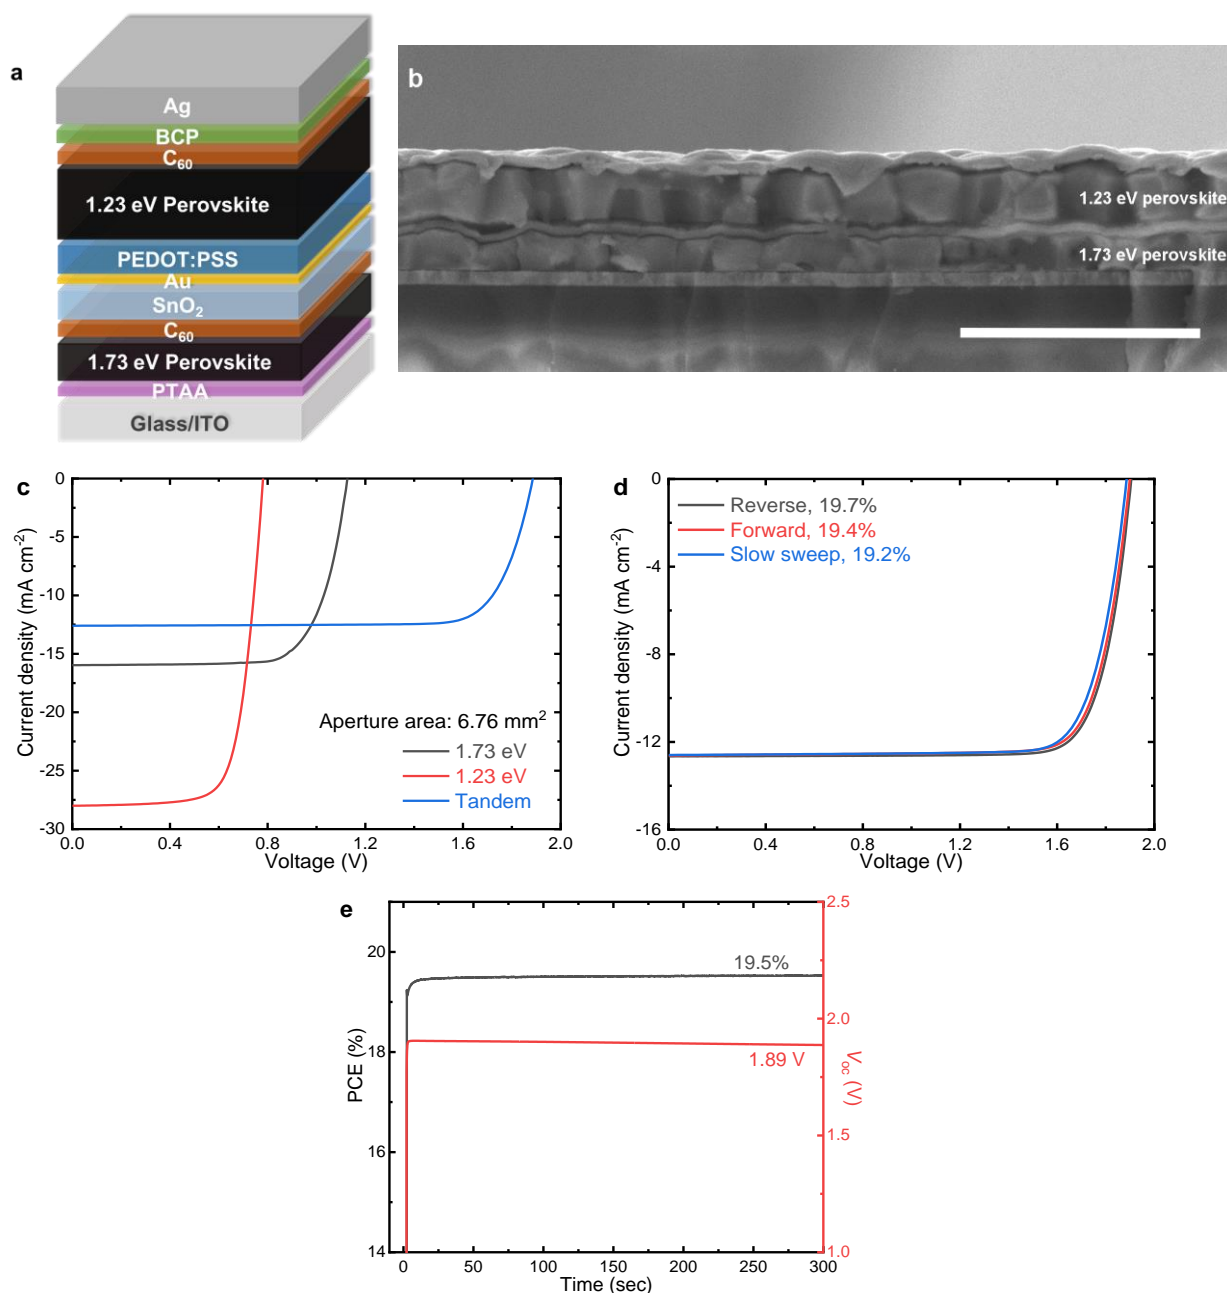 a
Ag
BCP
C60
1.23 eV Perovskite
PEDOT:PSS
Au
SnO2
C60
1.73 eV Perovskite
PTAA
Glass/ITO
b
1.23 eV perovskite
1.73 eV perovskite
c
0
-5
-10
-15
-20
-25
-30
Current density (mA cm-2)
Aperture area: 6.76 mm2
1.73 eV
1.23 eV
Tandem
0.0 0.4 0.8 1.2 1.6 2.0
Voltage (V)
d
0
-4
-8
-12
-16
Current density (mA cm-2)
Reverse, 19.7%
Forward, 19.4%
Slow sweep, 19.2%
0.0 0.4 0.8 1.2 1.6 2.0
Voltage (V)
e
20
18
16
14
PCE (%)
19.5%
1.89 V
2.5
2.0
1.5
1.0
Voc (V)
0 50 100 150 200 250 300
Time (sec)